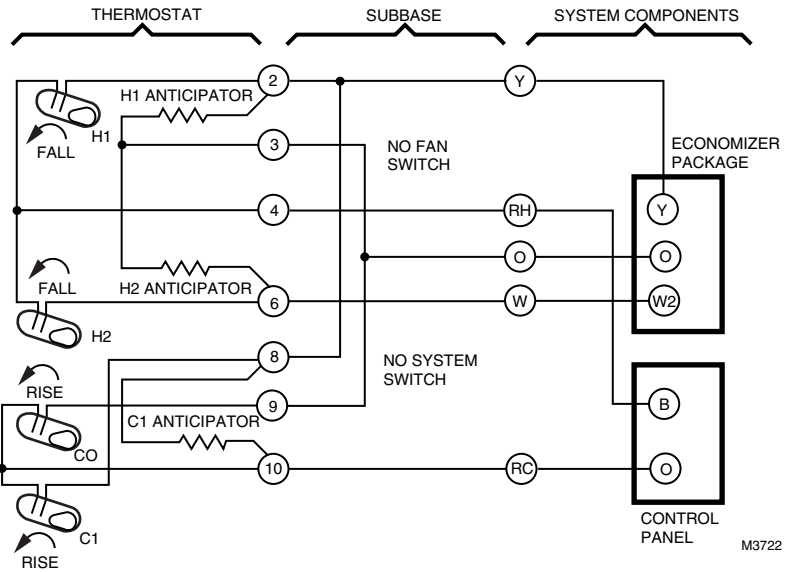 THERMOSTAT
SUBBASE
SYSTEM COMPONENTS
2
Y
H1 ANTICIPATOR
H1
FALL
3
NO FAN
SWITCH
ECONOMIZER
PACKAGE
4
RH
Y
O
O
FALL
H2 ANTICIPATOR
6
W
W2
H2
8
NO SYSTEM
SWITCH
RISE
9
B
C1 ANTICIPATOR
CO
10
RC
O
C1
RISE
CONTROL
PANEL
M3722